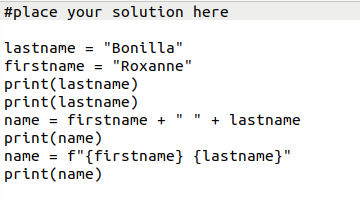 #place your solution here
lastname = "Bonilla"
firstname = "Roxanne"
print(lastname)
print(lastname)
name = firstname + " " + lastname
print(name)
name = f"{firstname} {lastname}"
print(name)